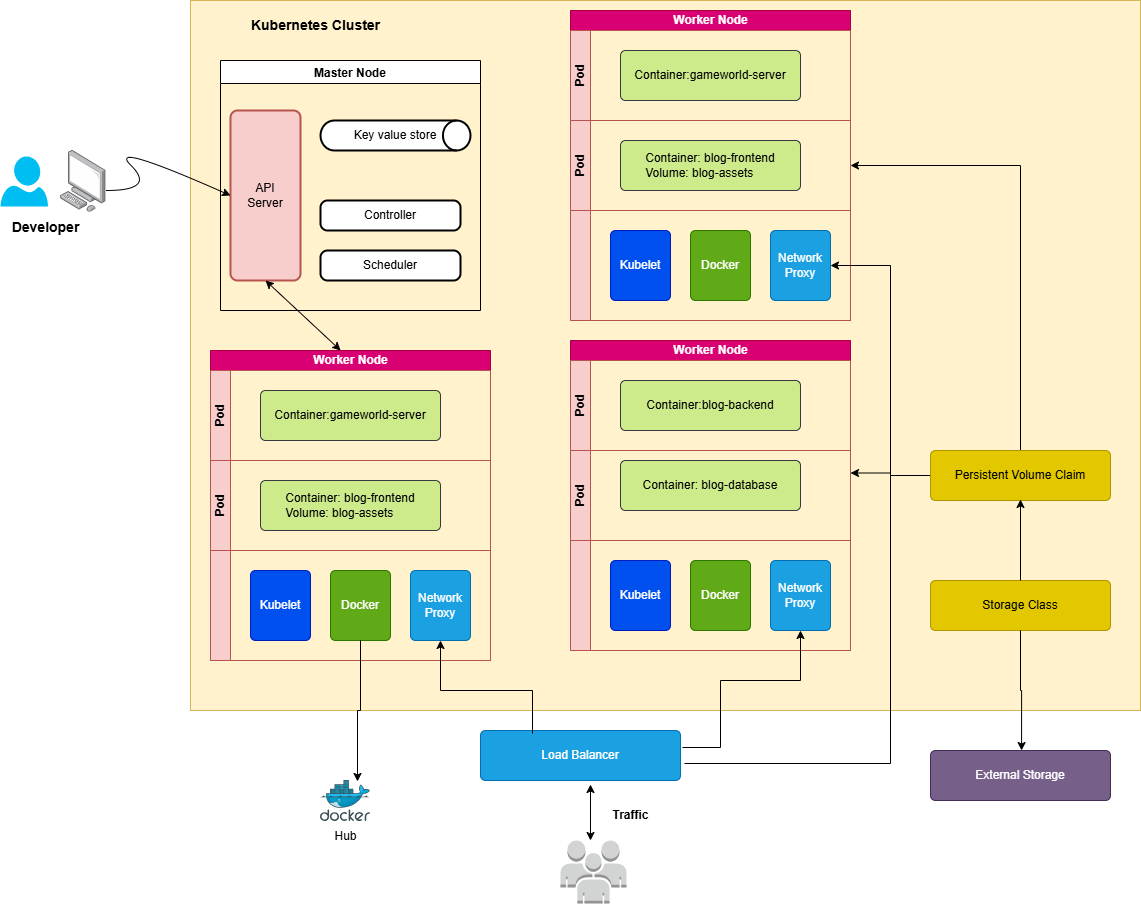 Kubernetes Cluster
Master Node
API
Server
Key value store
Controller
Scheduler
Developer
Worker Node
Pod
Container:gameworld-server
Pod
Container: blog-frontend
Volume: blog-assets
Kubelet
Docker
Network
Proxy
Worker Node
Pod
Container:gameworld-server
Pod
Container: blog-frontend
Volume: blog-assets
Kubelet
Docker
Network
Proxy
Worker Node
Pod
Container:blog-backend
Pod
Container: blog-database
Kubelet
Docker
Network
Proxy
Persistent Volume Claim
Storage Class
External Storage
Load Balancer
Traffic
docker
Hub